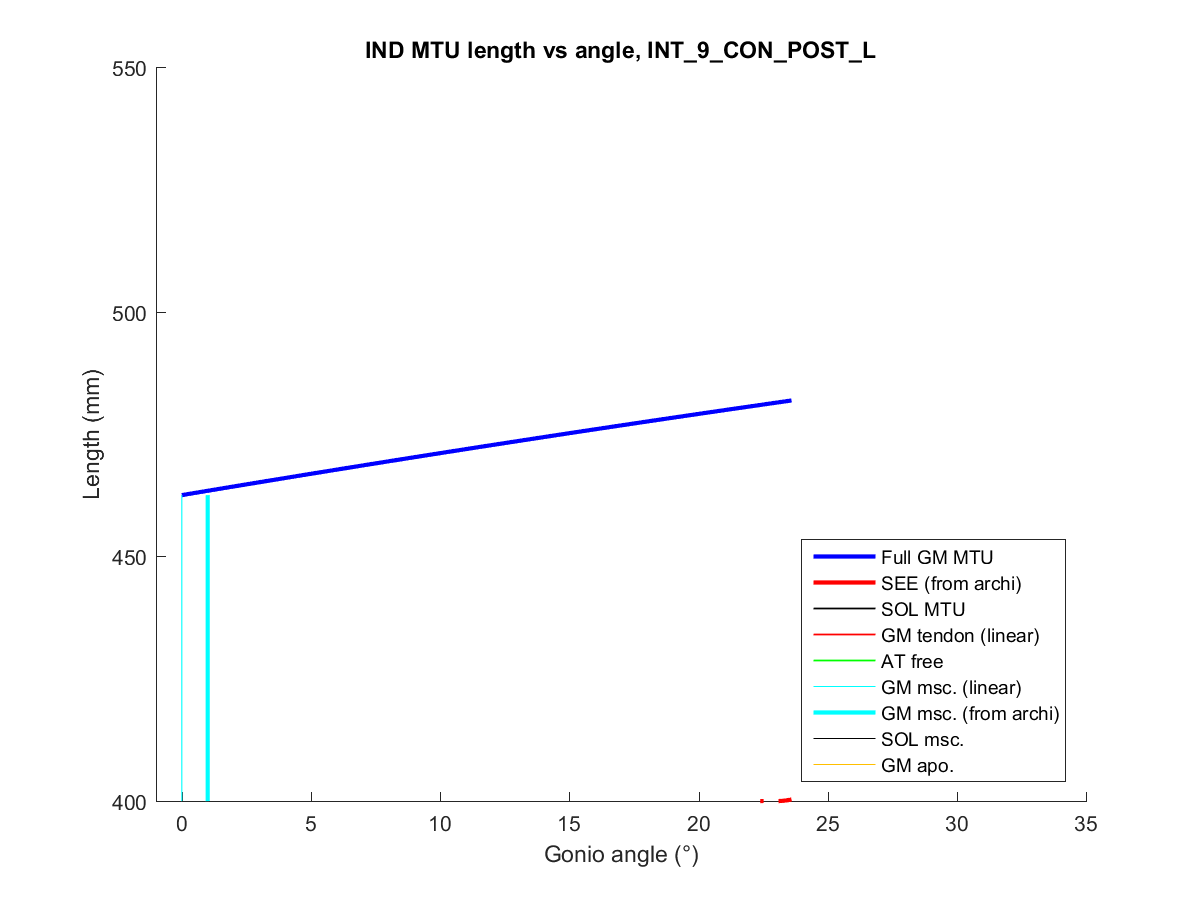 IND MTU length vs angle, INT_9_CON_POST_L
550
500
450
400
Length (mm)
0 5 10 15 20 25 30 35
Gonio angle (°)
Full GM MTU
SEE (from archi)
SOL MTU
GM tendon (linear)
AT free
GM msc. (linear)
GM msc. (from archi)
SOL msc.
GM apo.